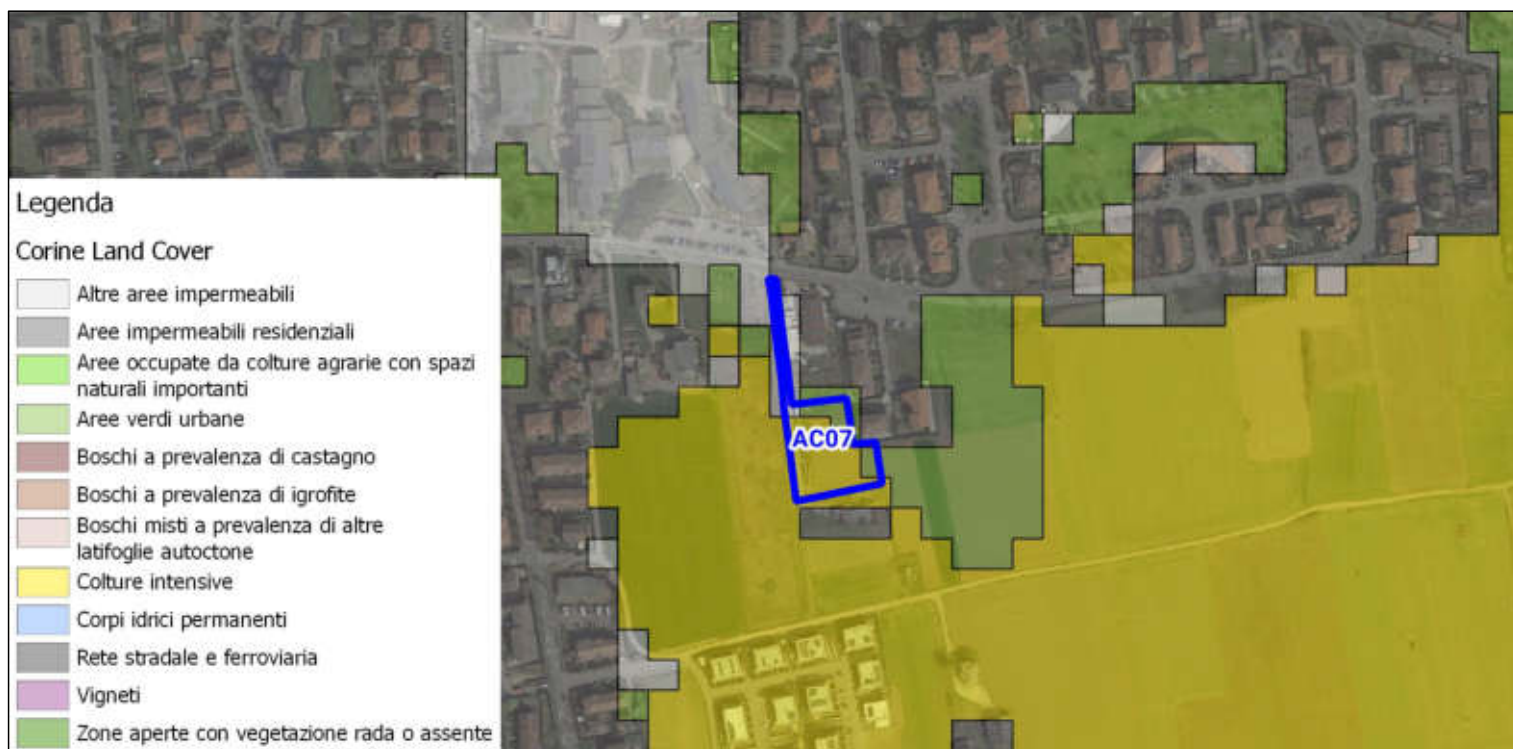 Legenda
Corine Land Cover
Altre aree impermeabili
Aree impermeabili residenziali
Aree occupate da colture agrarie con spazi
naturali importanti
Aree verdi urbane
Boschi a prevalenza di castagno
Boschi a prevalenza di igrofite
Boschi misti a prevalenza di altre
latifoglie autoctone
Colture intensive
Corpi idrici permanenti
Rete stradale e ferroviaria
Vigneti
Zone aperte con vegetazione rada o assente
AC07